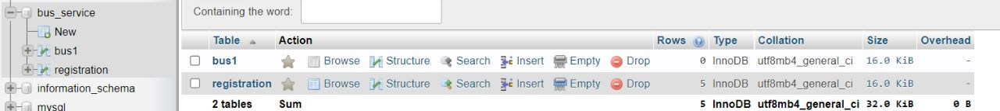 bus_service
New
bus1
registration
information_schema
mysql
Containing the word:
Table Action Rows Type Collation Size Overhead
bus1 Browse Structure Search Insert Empty Drop 0 InnoDB utf8mb4_general_ci 16.0 KiB -
registration Browse Structure Search Insert Empty Drop 5 InnoDB utf8mb4_general_ci 16.0 KiB -
2 tables Sum 5 InnoDB utf8mb4_general_ci 32.0 KiB 0 B